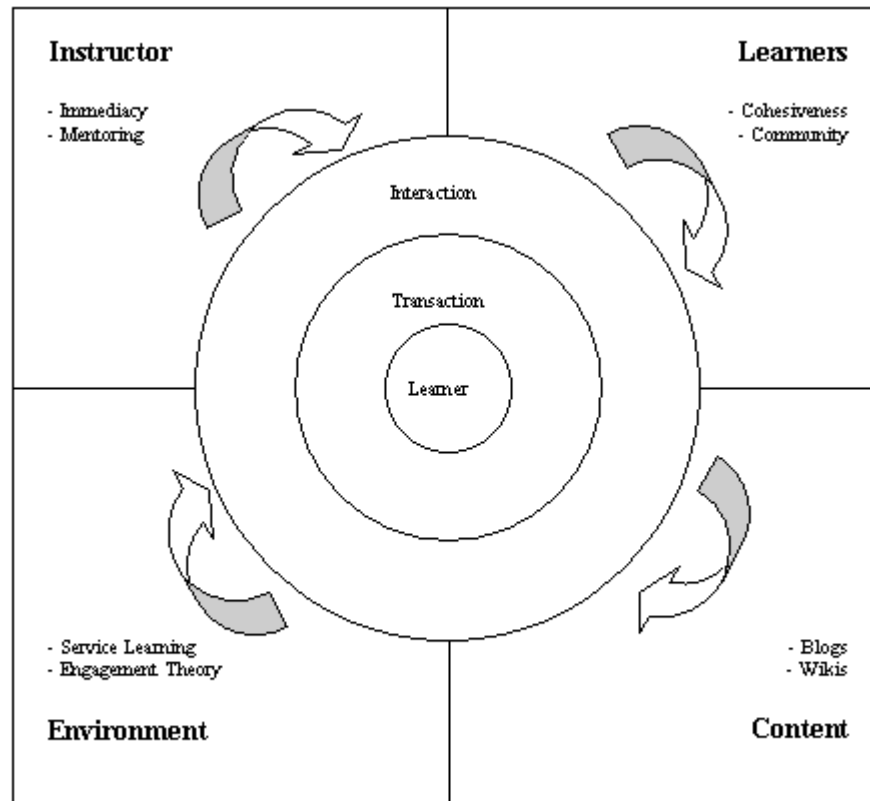 Instructor
- Immediacy
- Mentoring
Learners
- Cohesiveness
- Community
Interaction
Transaction
Learner
- Service Learning
- Engagement Theory
Environment
- Blogs
- Wikis
Content